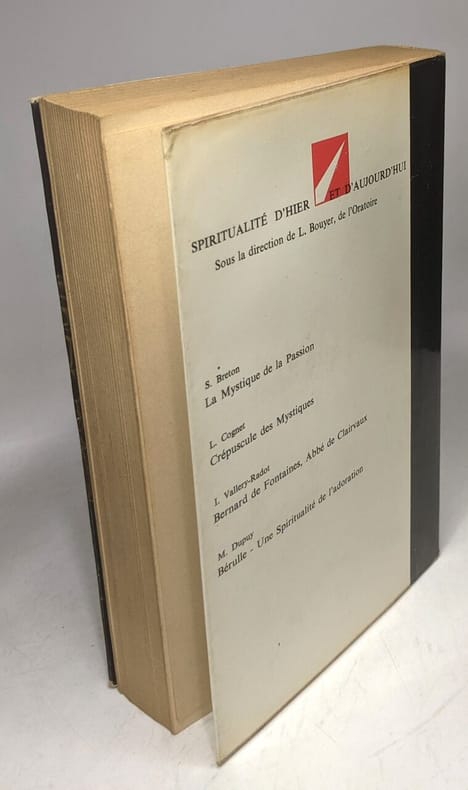 SPIRITUALITÉ D'HIER ET D'AUJOURD'HUI
Sous la direction de L. Bouyer, de l'Oratoire
S. Breton
La Mystique de la Passion
L. Cognet
Crépuscule des Mystiques
I. Vallery-Radot
Bernard de Fontaines, Abbé de Clairvaux
M. Dupuy
Bérulle - Une Spiritualité de l'adoration